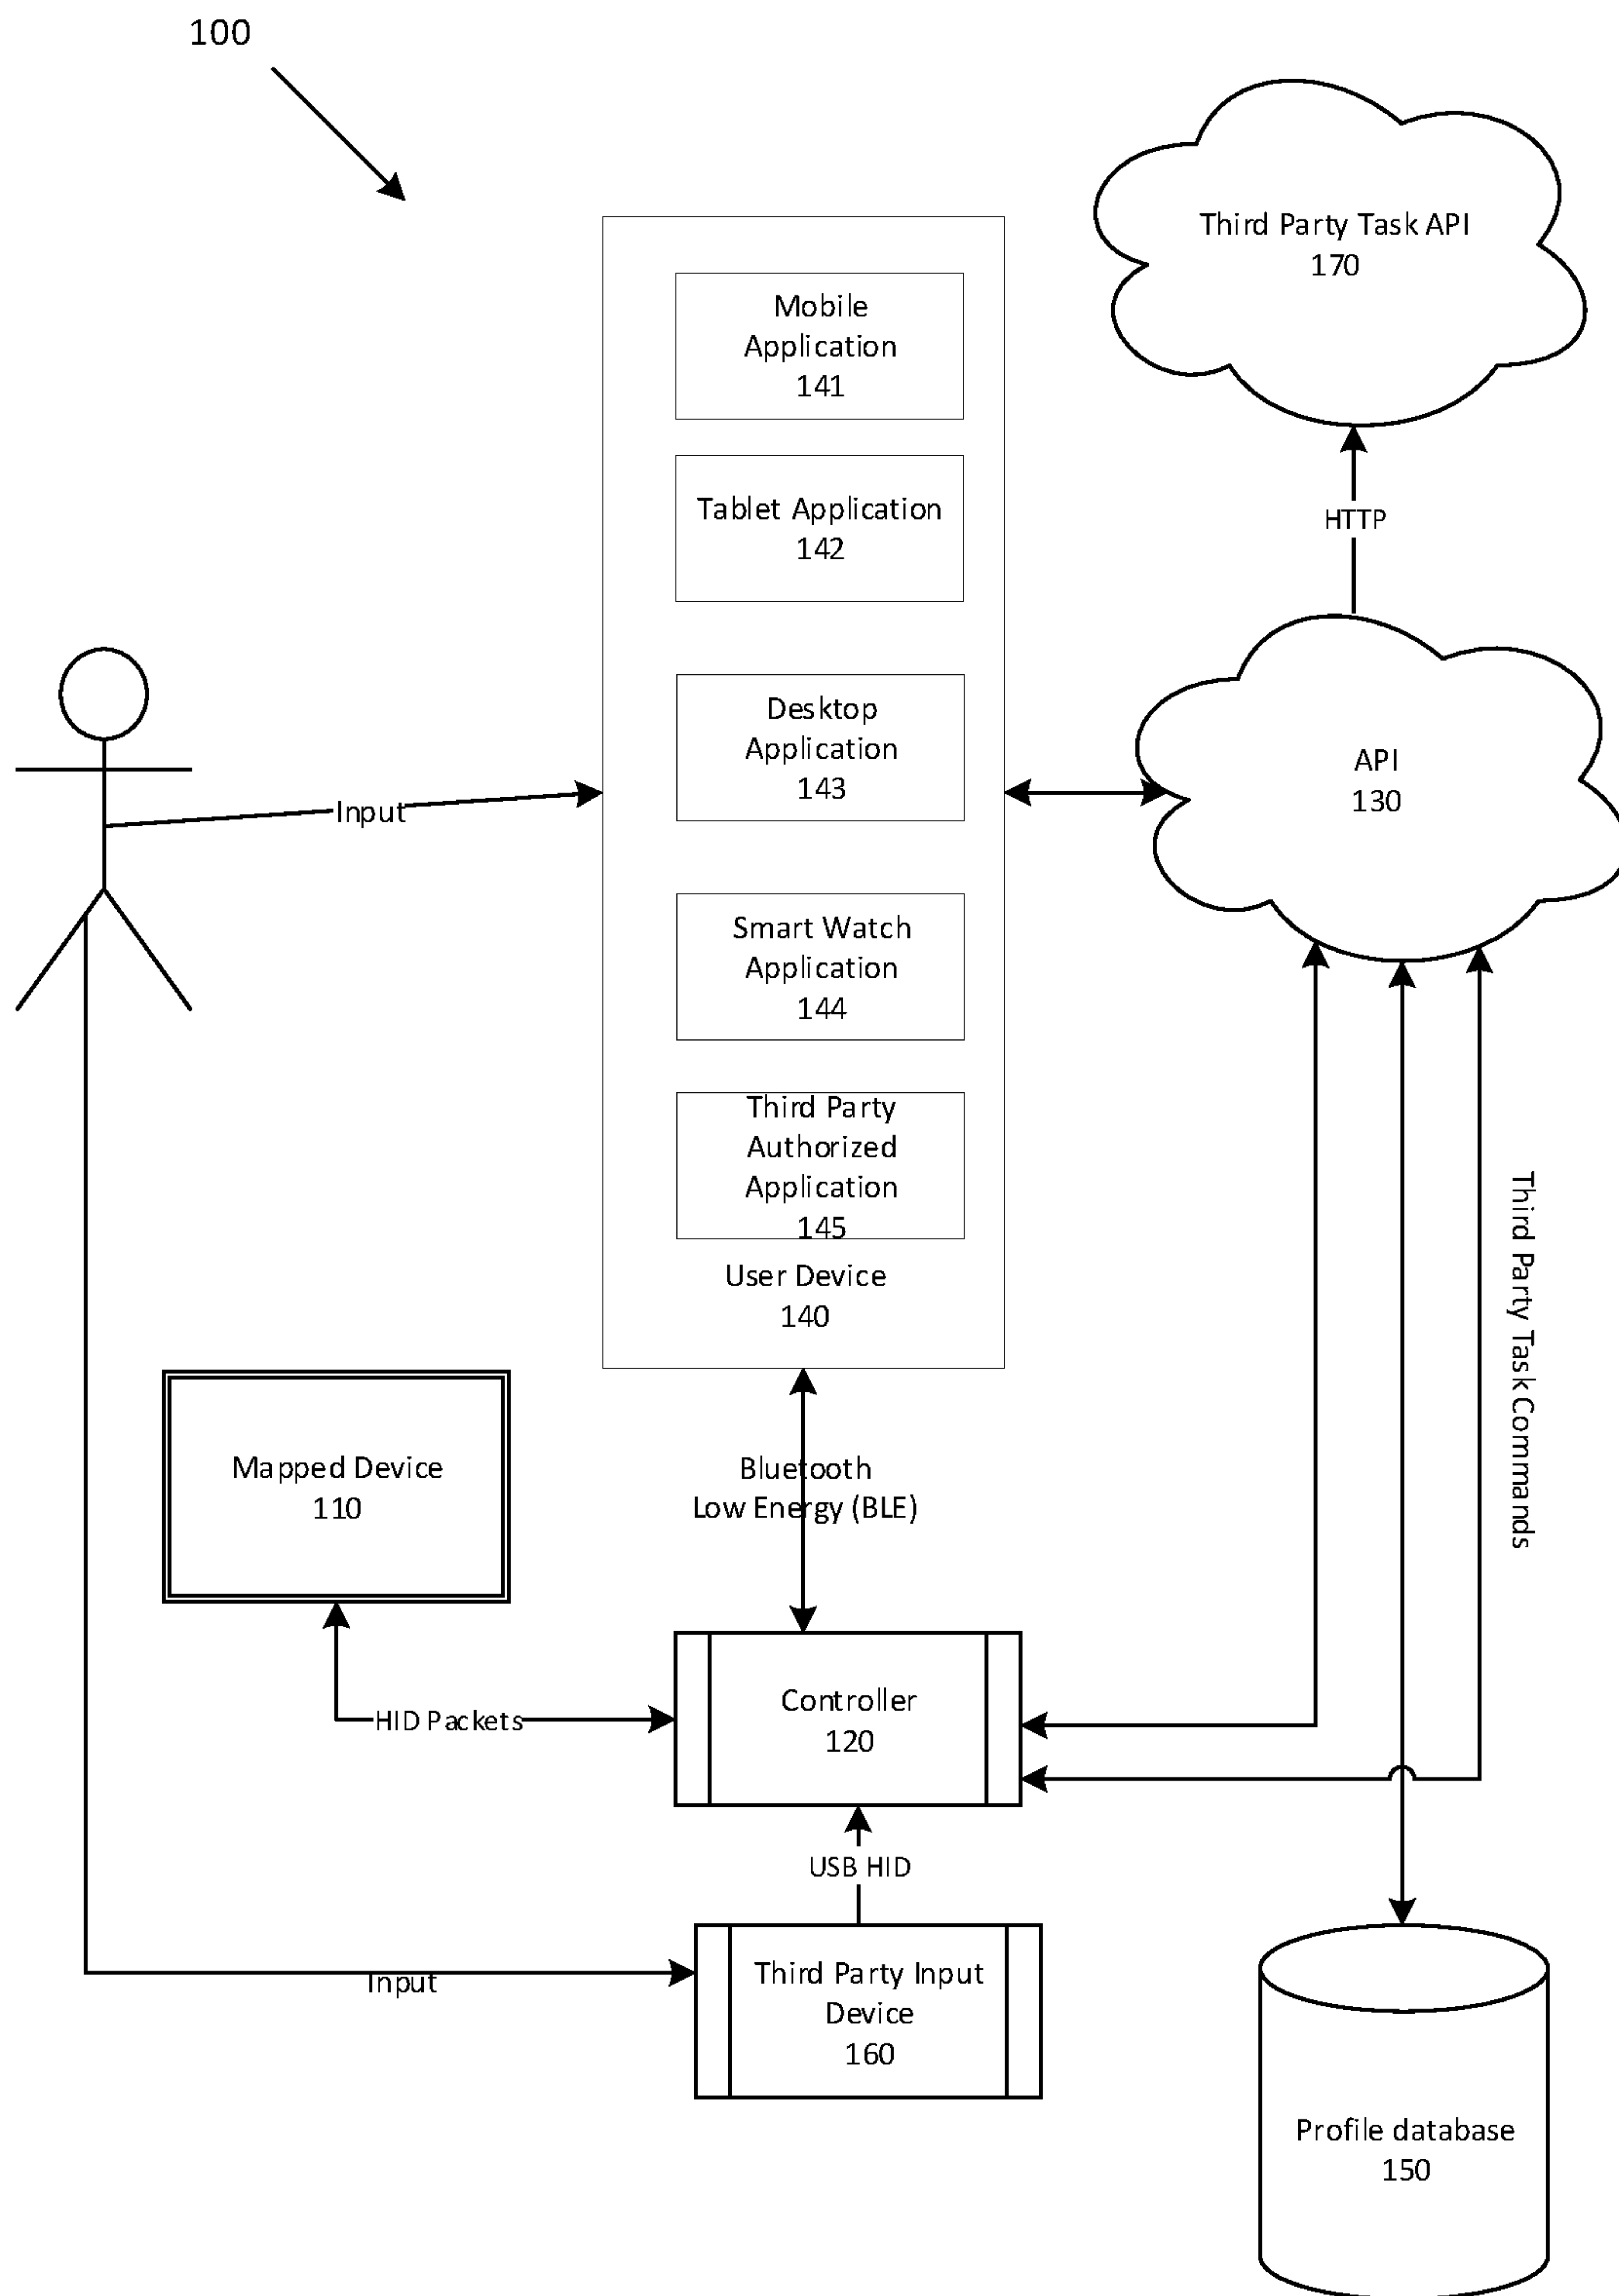 100
Third Party Task API
170
Mobile
Application
141
Tablet Application
142
HTTP
Desktop
Application
143
API
130
Input
Smart Watch
Application
144
Third Party
Authorized
Application
145
User Device
140
Third Party Task Commands
Mapped Device
110
Bluetooth
Low Energy (BLE)
HID Packets
Controller
120
USB HID
Input
Third Party Input
Device
160
Profile database
150